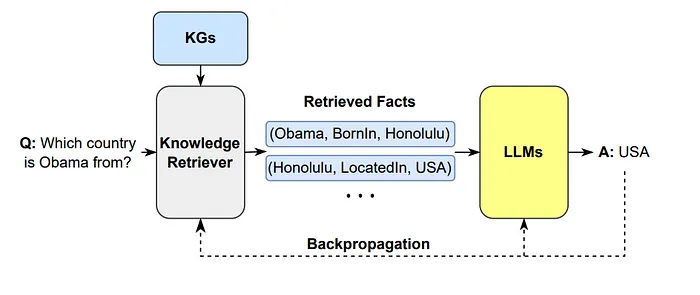 KGs
Q: Which country
is Obama from?
Knowledge
Retriever
Retrieved Facts
(Obama, BornIn, Honolulu)
(Honolulu, LocatedIn, USA)
...
LLMs
A: USA
Backpropagation